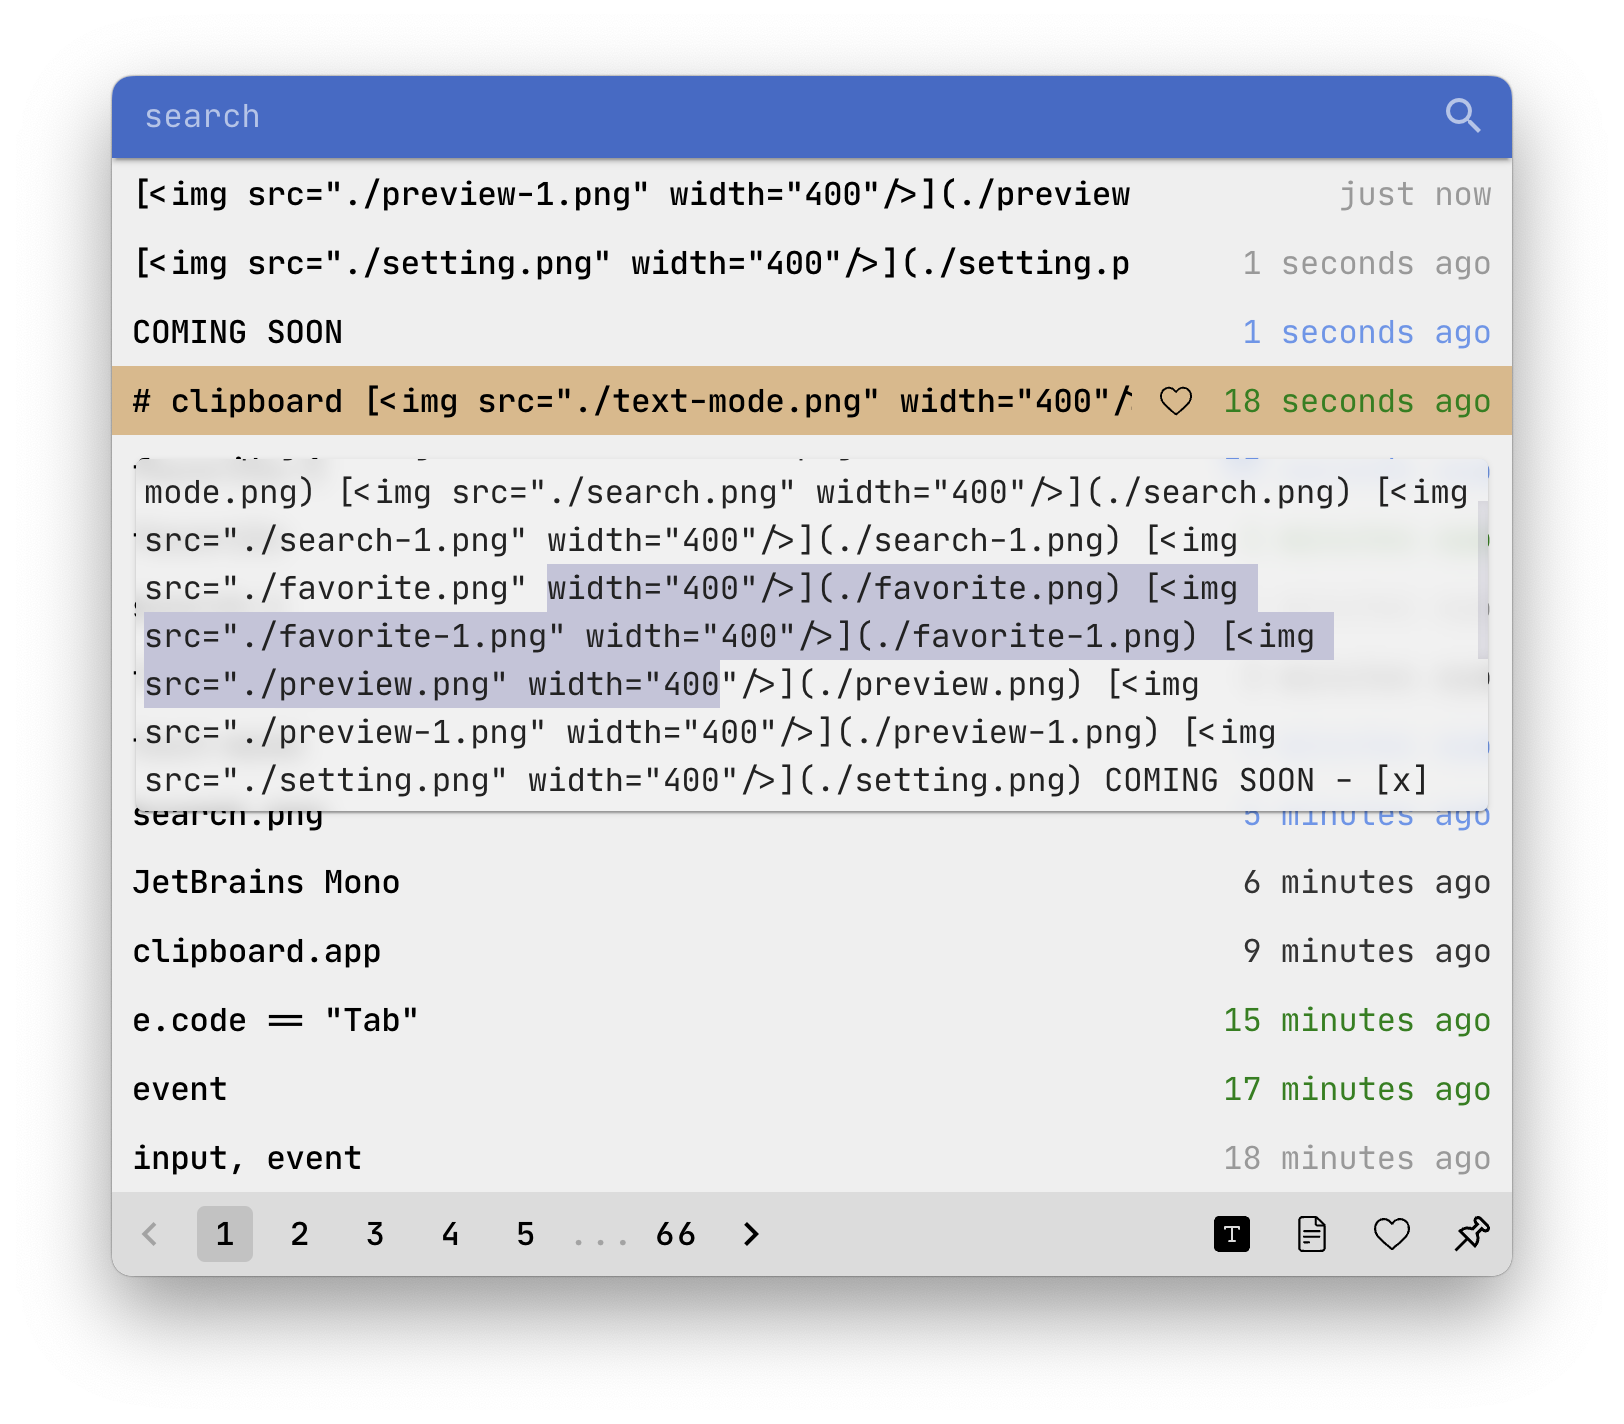 search
[<img src="./preview-1.png" width="400"/>](./preview just now
[<img src="./setting.png" width="400"/>](./setting.p 1 seconds ago
COMING SOON 1 seconds ago
# clipboard [<img src="./text-mode.png" width="400"/ 18 seconds ago
mode.png) [<img src="./search.png" width="400"/>](./search.png) [<img
src="./search-1.png" width="400"/>](./search-1.png) [<img
src="./favorite.png" width="400"/>](./favorite.png) [<img
src="./favorite-1.png" width="400"/>](./favorite-1.png) [<img
src="./preview.png" width="400"/>](./preview.png) [<img
src="./preview-1.png" width="400"/>](./preview-1.png) [<img
src="./setting.png" width="400"/>](./setting.png) COMING SOON - [x]
search.png 5 minutes ago
JetBrains Mono 6 minutes ago
clipboard.app 9 minutes ago
e.code == "Tab" 15 minutes ago
event 17 minutes ago
input, event 18 minutes ago
< 1 2 3 4 5 ... 66 > T